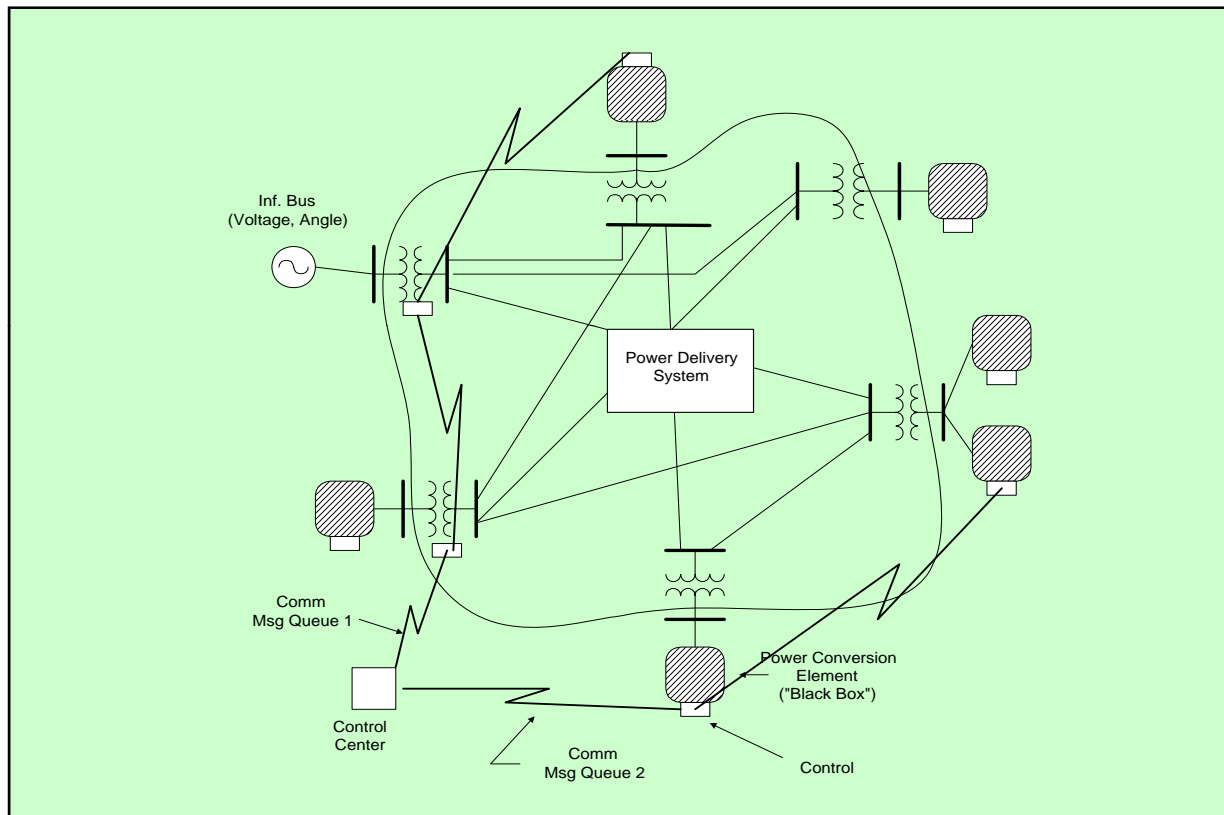 Inf. Bus
(Voltage, Angle)
Power Delivery
System
Comm
Msg Queue 1
Power Conversion
Element
("Black Box")
Control
Center
Comm
Msg Queue 2
Control